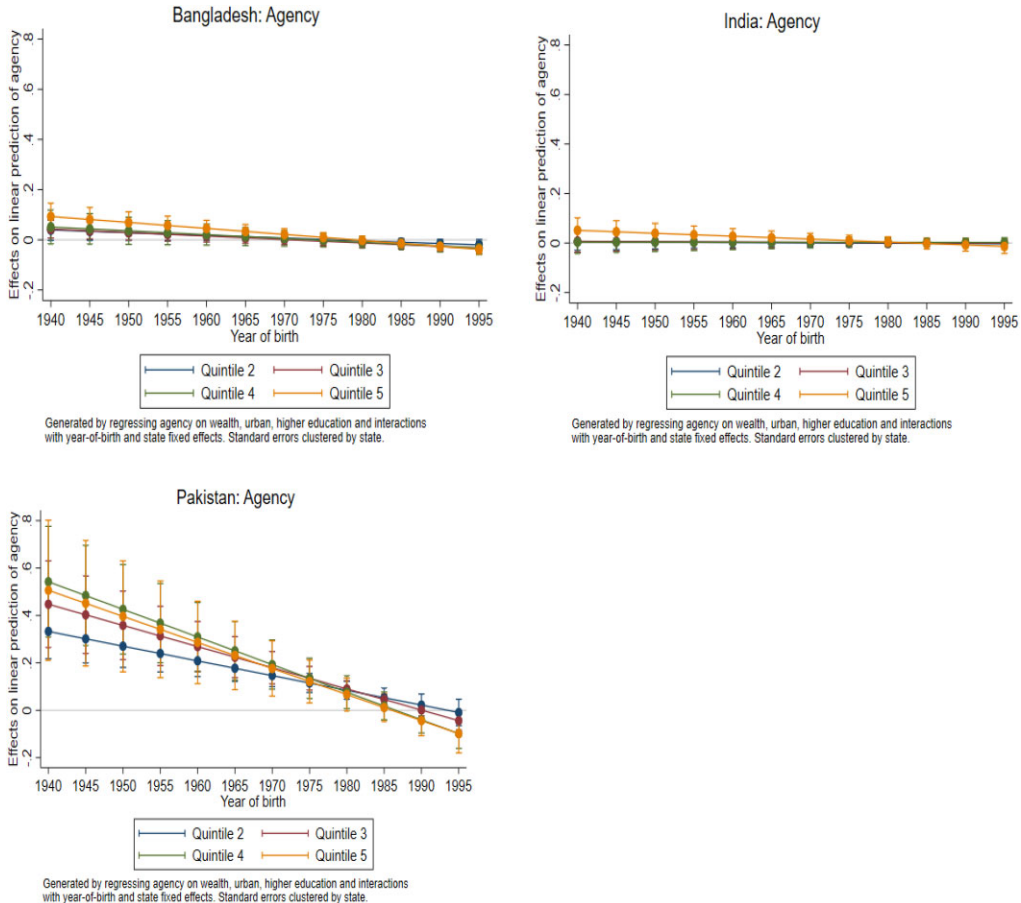 Bangladesh: Agency
Effects on linear prediction of agency
.8
.6
.4
.2
0
-.2
1940 1945 1950 1955 1960 1965 1970 1975 1980 1985 1990 1995
Year of birth
Quintile 2 Quintile 3
Quintile 4 Quintile 5
Generated by regressing agency on wealth, urban, higher education and interactions
with year-of-birth and state fixed effects. Standard errors clustered by state.
India: Agency
Effects on linear prediction of agency
.8
.6
.4
.2
0
-.2
1940 1945 1950 1955 1960 1965 1970 1975 1980 1985 1990 1995
Year of birth
Quintile 2 Quintile 3
Quintile 4 Quintile 5
Generated by regressing agency on wealth, urban, higher education and interactions
with year-of-birth and state fixed effects. Standard errors clustered by state.
Pakistan: Agency
Effects on linear prediction of agency
.8
.6
.4
.2
0
-.2
1940 1945 1950 1955 1960 1965 1970 1975 1980 1985 1990 1995
Year of birth
Quintile 2 Quintile 3
Quintile 4 Quintile 5
Generated by regressing agency on wealth, urban, higher education and interactions
with year-of-birth and state fixed effects. Standard errors clustered by state.